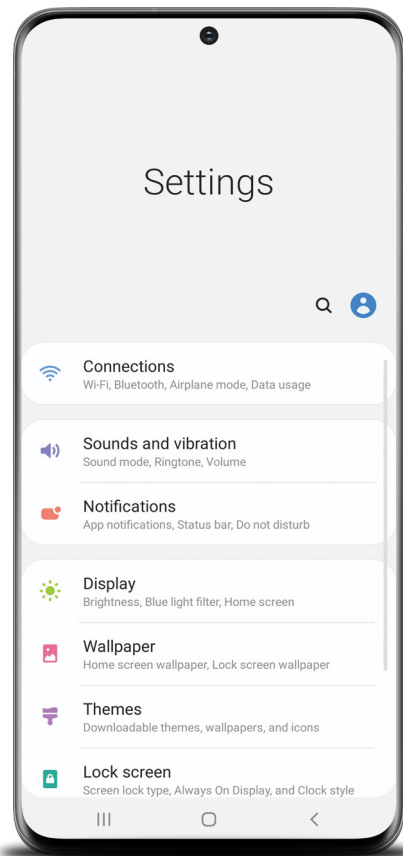 Settings
Connections
Wi-Fi, Bluetooth, Airplane mode, Data usage
Sounds and vibration
Sound mode, Ringtone, Volume
Notifications
App notifications, Status bar, Do not disturb
Display
Brightness, Blue light filter, Home screen
Wallpaper
Home screen wallpaper, Lock screen wallpaper
Themes
Downloadable themes, wallpapers, and icons
Lock screen
Screen lock type, Always On Display, and Clock style